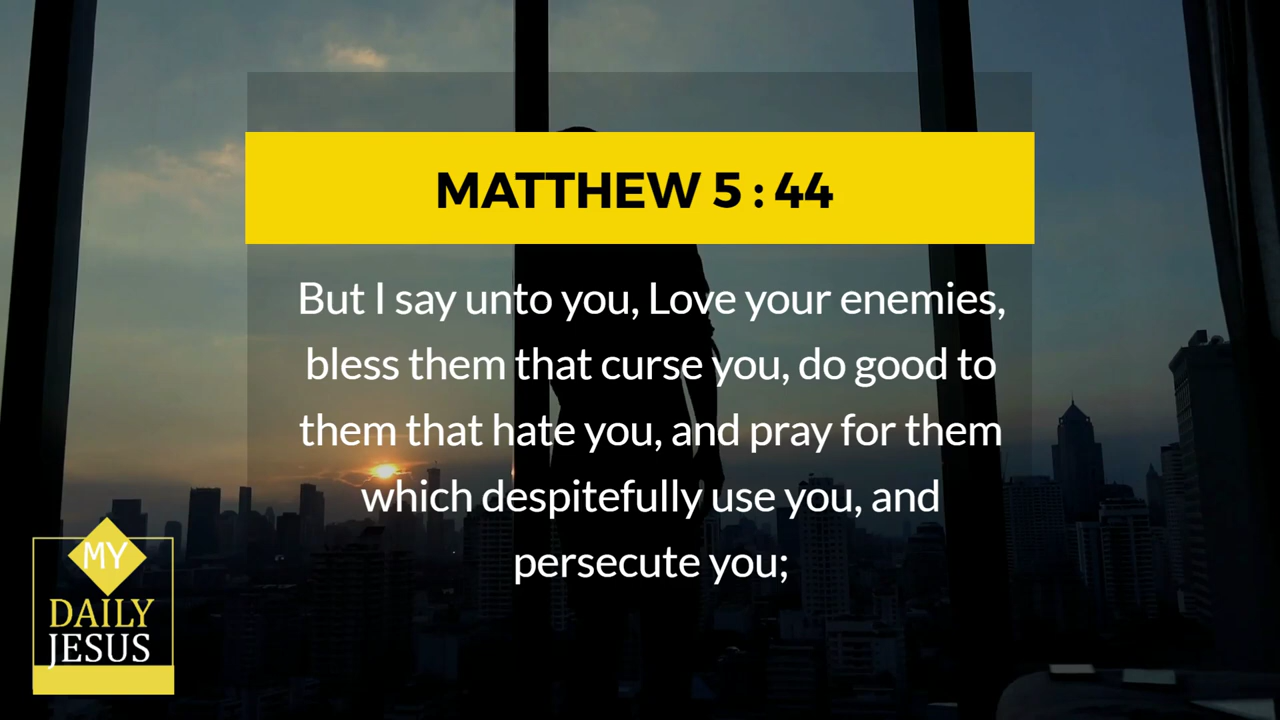 MATTHEW 5 : 44
But I say unto you, Love your enemies,
bless them that curse you, do good to
them that hate you, and pray for them
which despitefully use you, and
persecute you;
MY
DAILY
JESUS